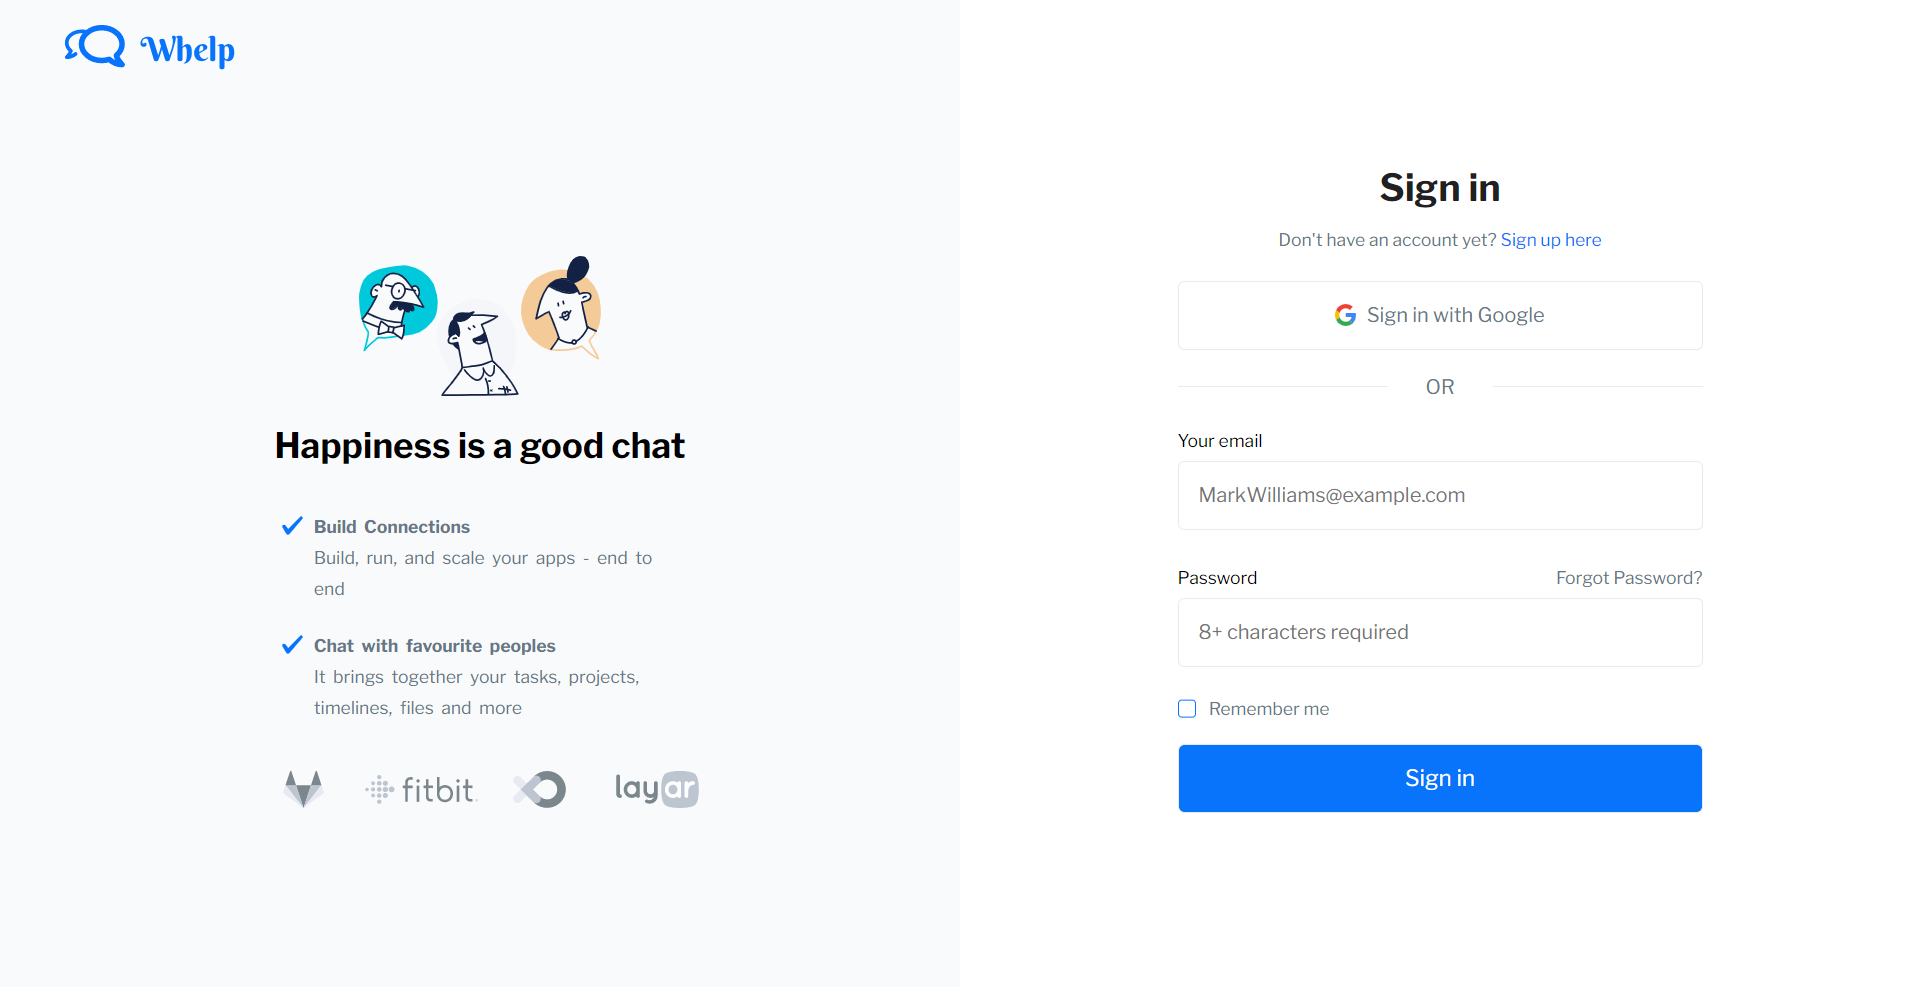 Whelp
Happiness is a good chat
Build Connections
Build, run, and scale your apps - end to
end
Chat with favourite peoples
It brings together your tasks, projects,
timelines, files and more
fitbit.
layar
Sign in
Don't have an account yet? Sign up here
Sign in with Google
OR
Your email
MarkWilliams@example.com
Password Forgot Password?
8+ characters required
Remember me
Sign in